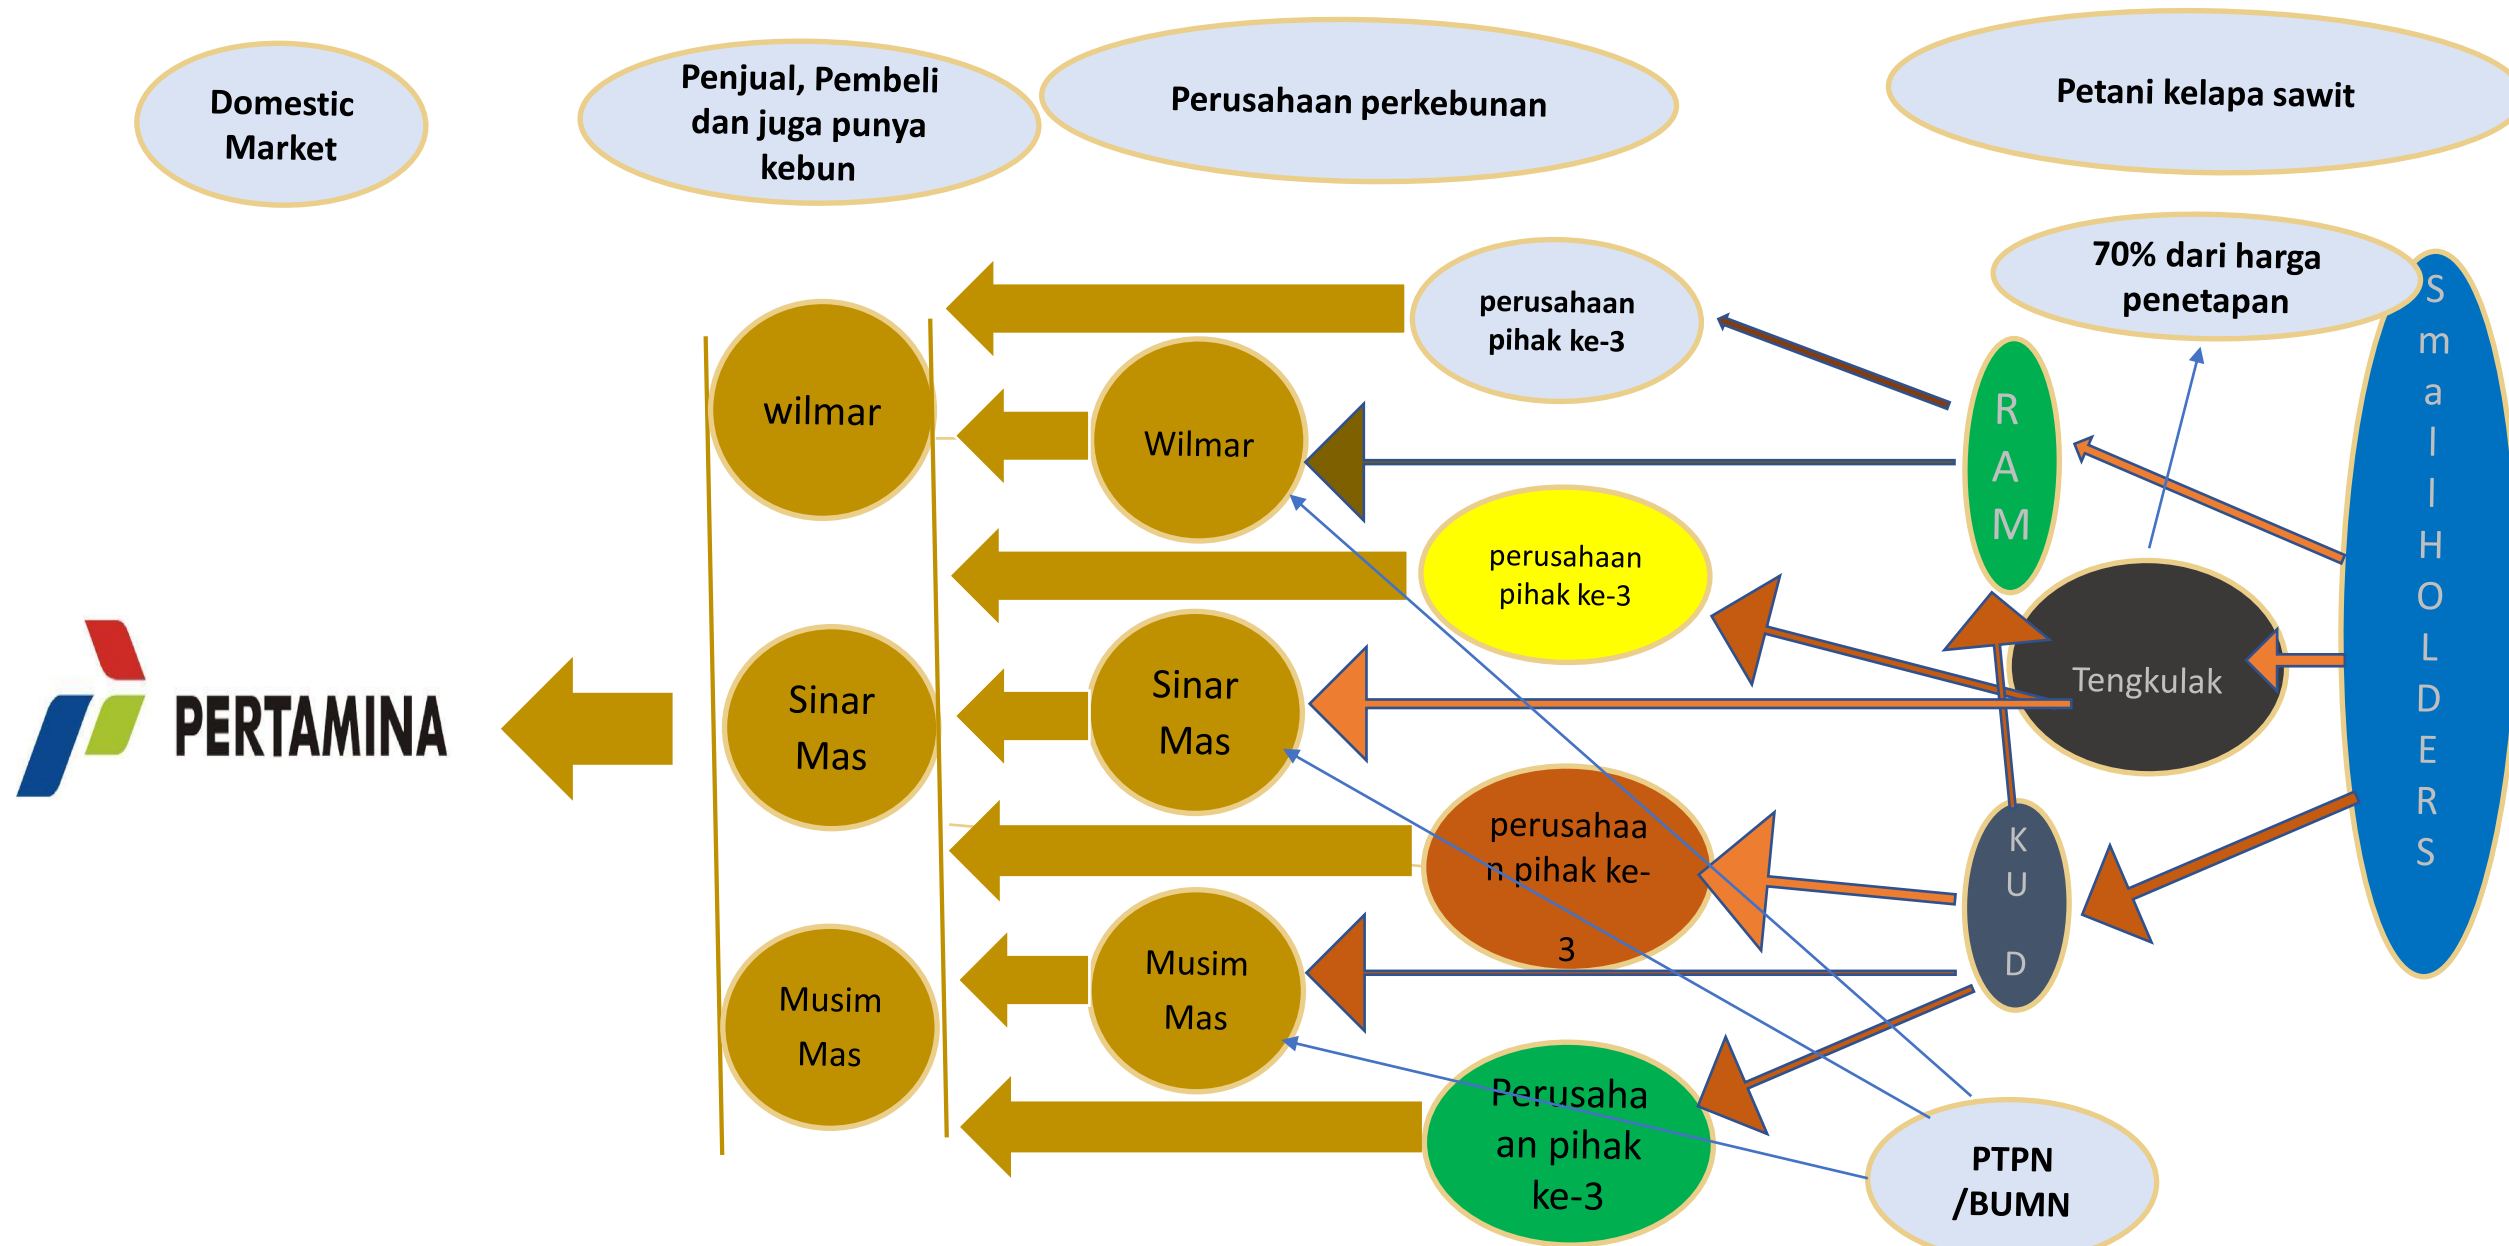 Domestic
Market
Penjual, Pembeli
dan juga punya
kebun
Perusahaan perkebunan
Petani kelapa sawit
70% dari harga
penetapan
perusahaan
pihak ke-3
wilmar
Wilmar
R
A
M
S
m
a
l
l
H
O
L
D
E
R
S
perusahaan
pihak ke-3
Tengkulak
Sinar
Mas
Sinar
Mas
PERTAMINA
perusahaa
n pihak ke-
3
K
U
D
Musim
Mas
Musim
Mas
Perusaha
an pihak
ke-3
PTPN
/BUMN